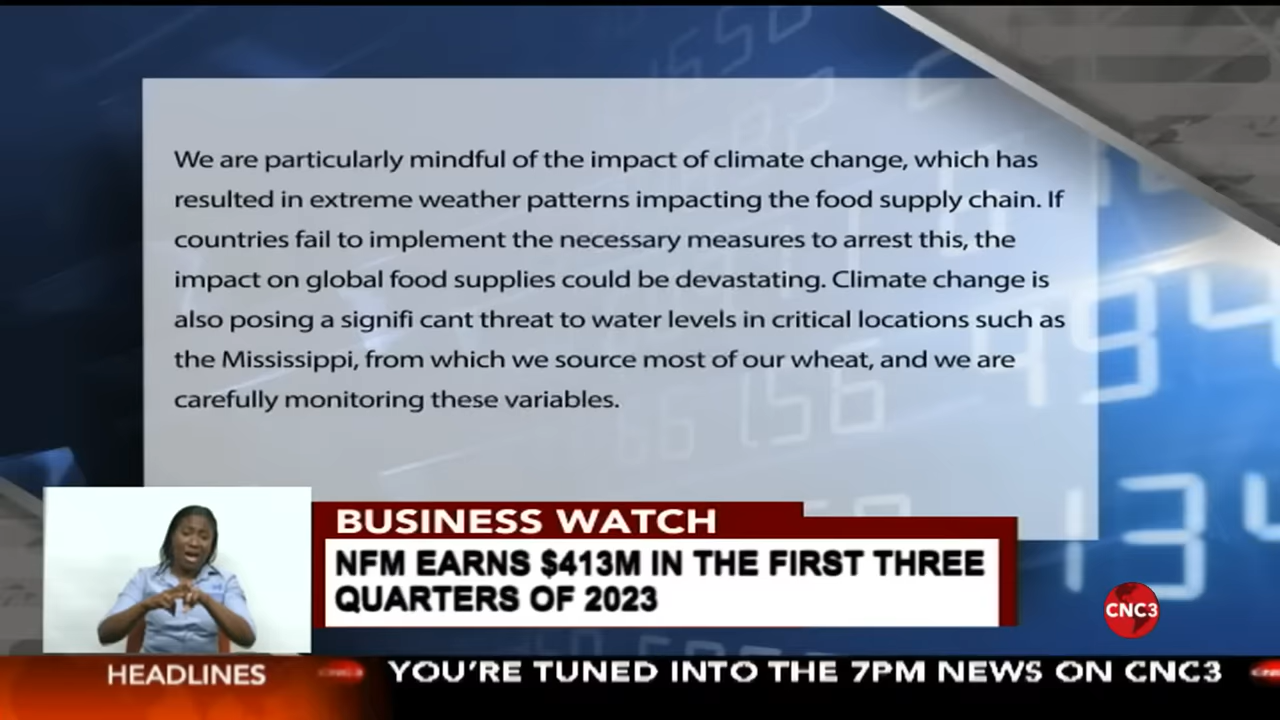 We are particularly mindful of the impact of climate change, which has
resulted in extreme weather patterns impacting the food supply chain. If
countries fail to implement the necessary measures to arrest this, the
impact on global food supplies could be devastating. Climate change is
also posing a signifi cant threat to water levels in critical locations such as
the Mississippi, from which we source most of our wheat, and we are
carefully monitoring these variables.
BUSINESS WATCH
NFM EARNS $413M IN THE FIRST THREE
QUARTERS OF 2023
CNC3
HEADLINES
YOU'RE TUNED INTO THE 7PM NEWS ON CNC3